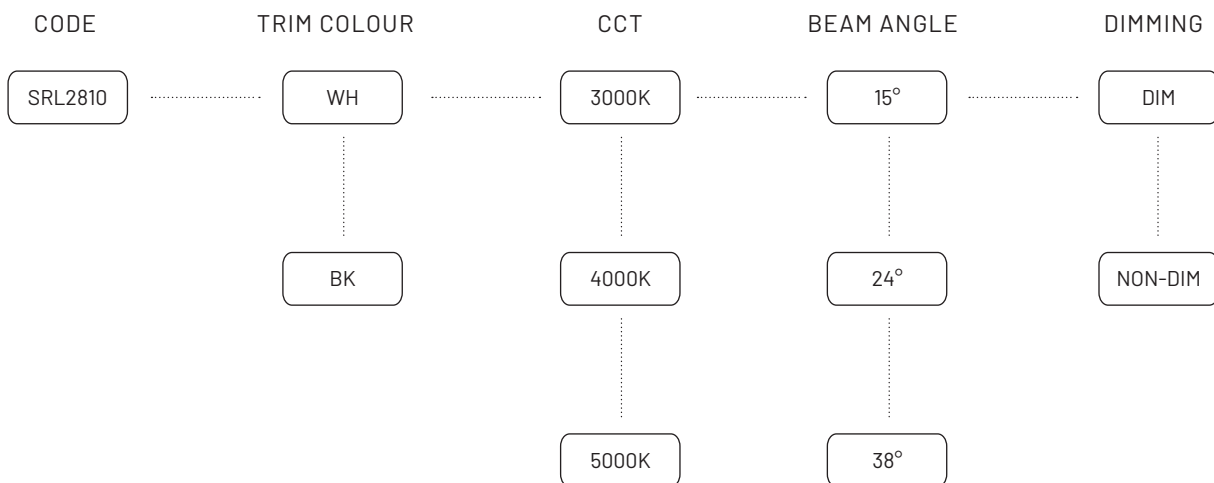 CODE TRIM COLOUR CCT BEAM ANGLE DIMMING
SRL2810 WH 3000K 15° DIM
BK 4000K 24° NON-DIM
5000K 38°